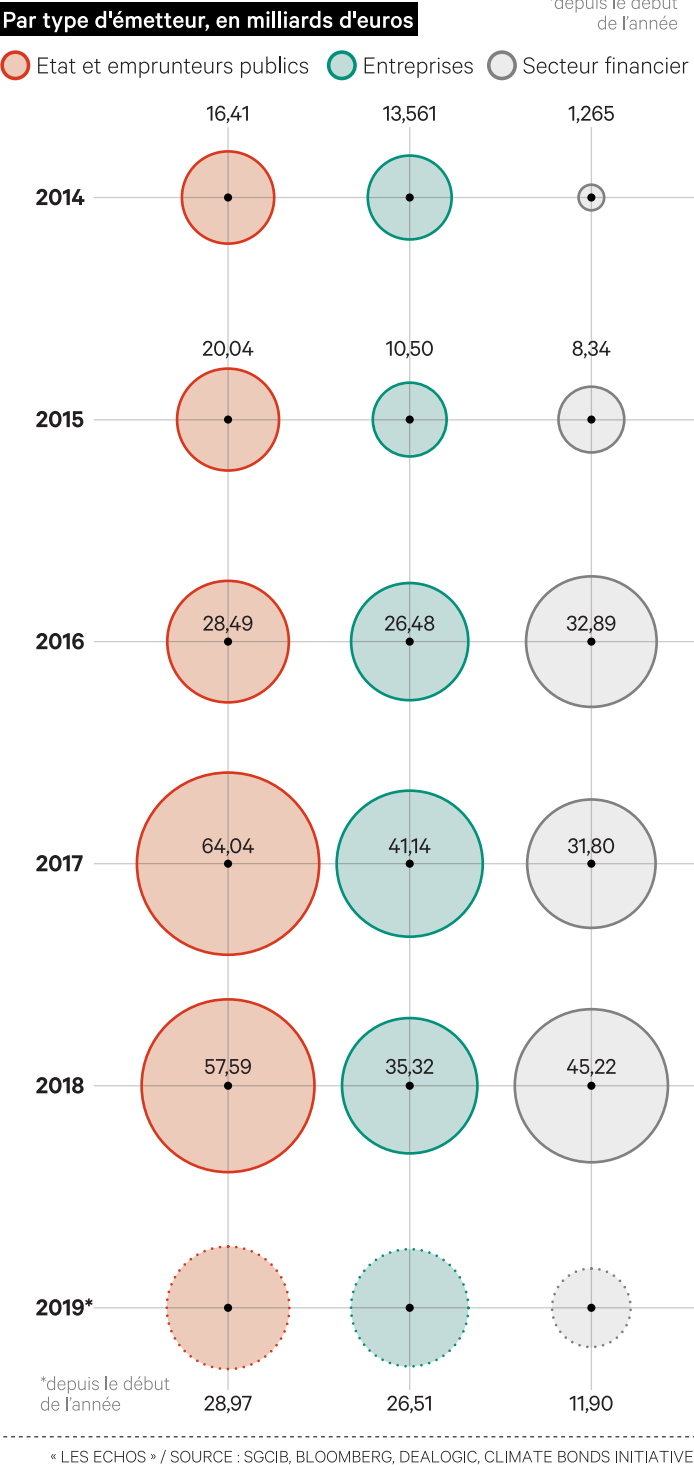 *depuis le début
de l'année
Par type d'émetteur, en milliards d'euros
Etat et emprunteurs publics Entreprises Secteur financier
16,41 13,561 1,265
2014
20,04 10,50 8,34
2015
28,49 26,48 32,89
2016
64,04 41,14 31,80
2017
57,59 35,32 45,22
2018
2019*
*depuis le début
de l'année
28,97 26,51 11,90
« LES ECHOS » / SOURCE : SGCIB, BLOOMBERG, DEALOGIC, CLIMATE BONDS INITIATIVE